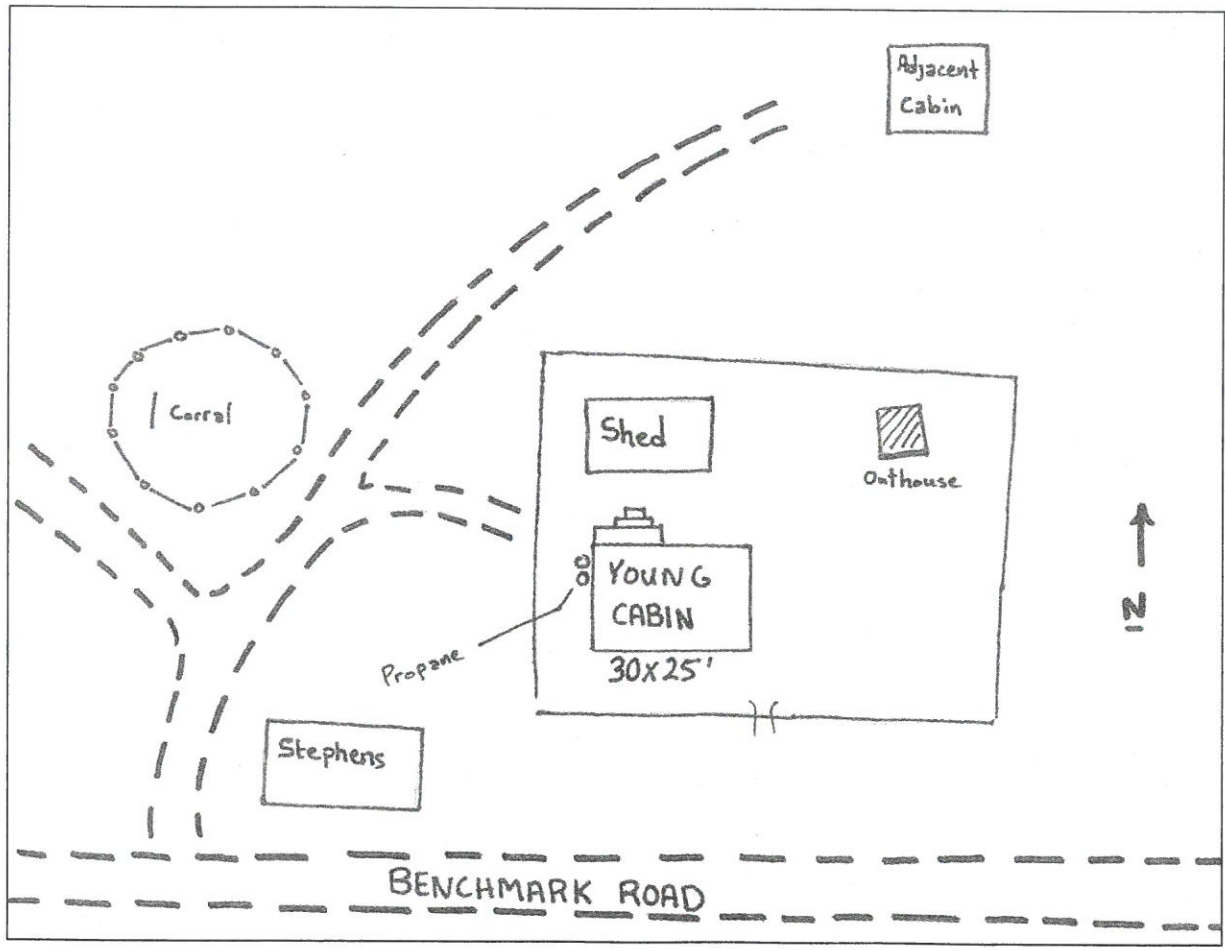 Adjacent
Cabin
Corral
Shed
Outhouse
YOUNG
CABIN
30X25'
Propane
N
Stephens
BENCHMARK ROAD